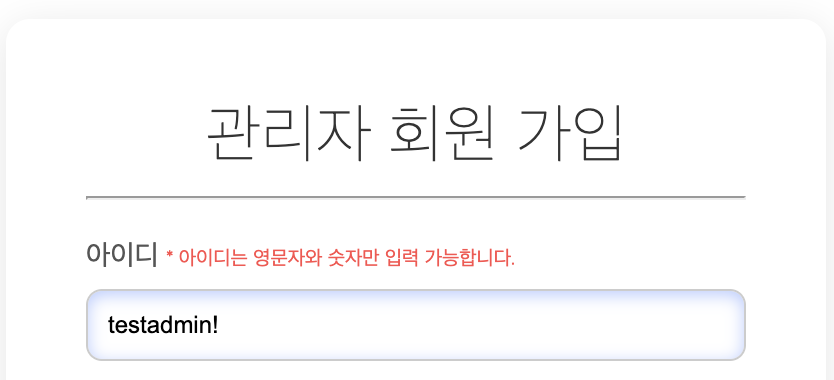 관리자 회원 가입
아이디 * 아이디는 영문자와 숫자만 입력 가능합니다.
testadmin!